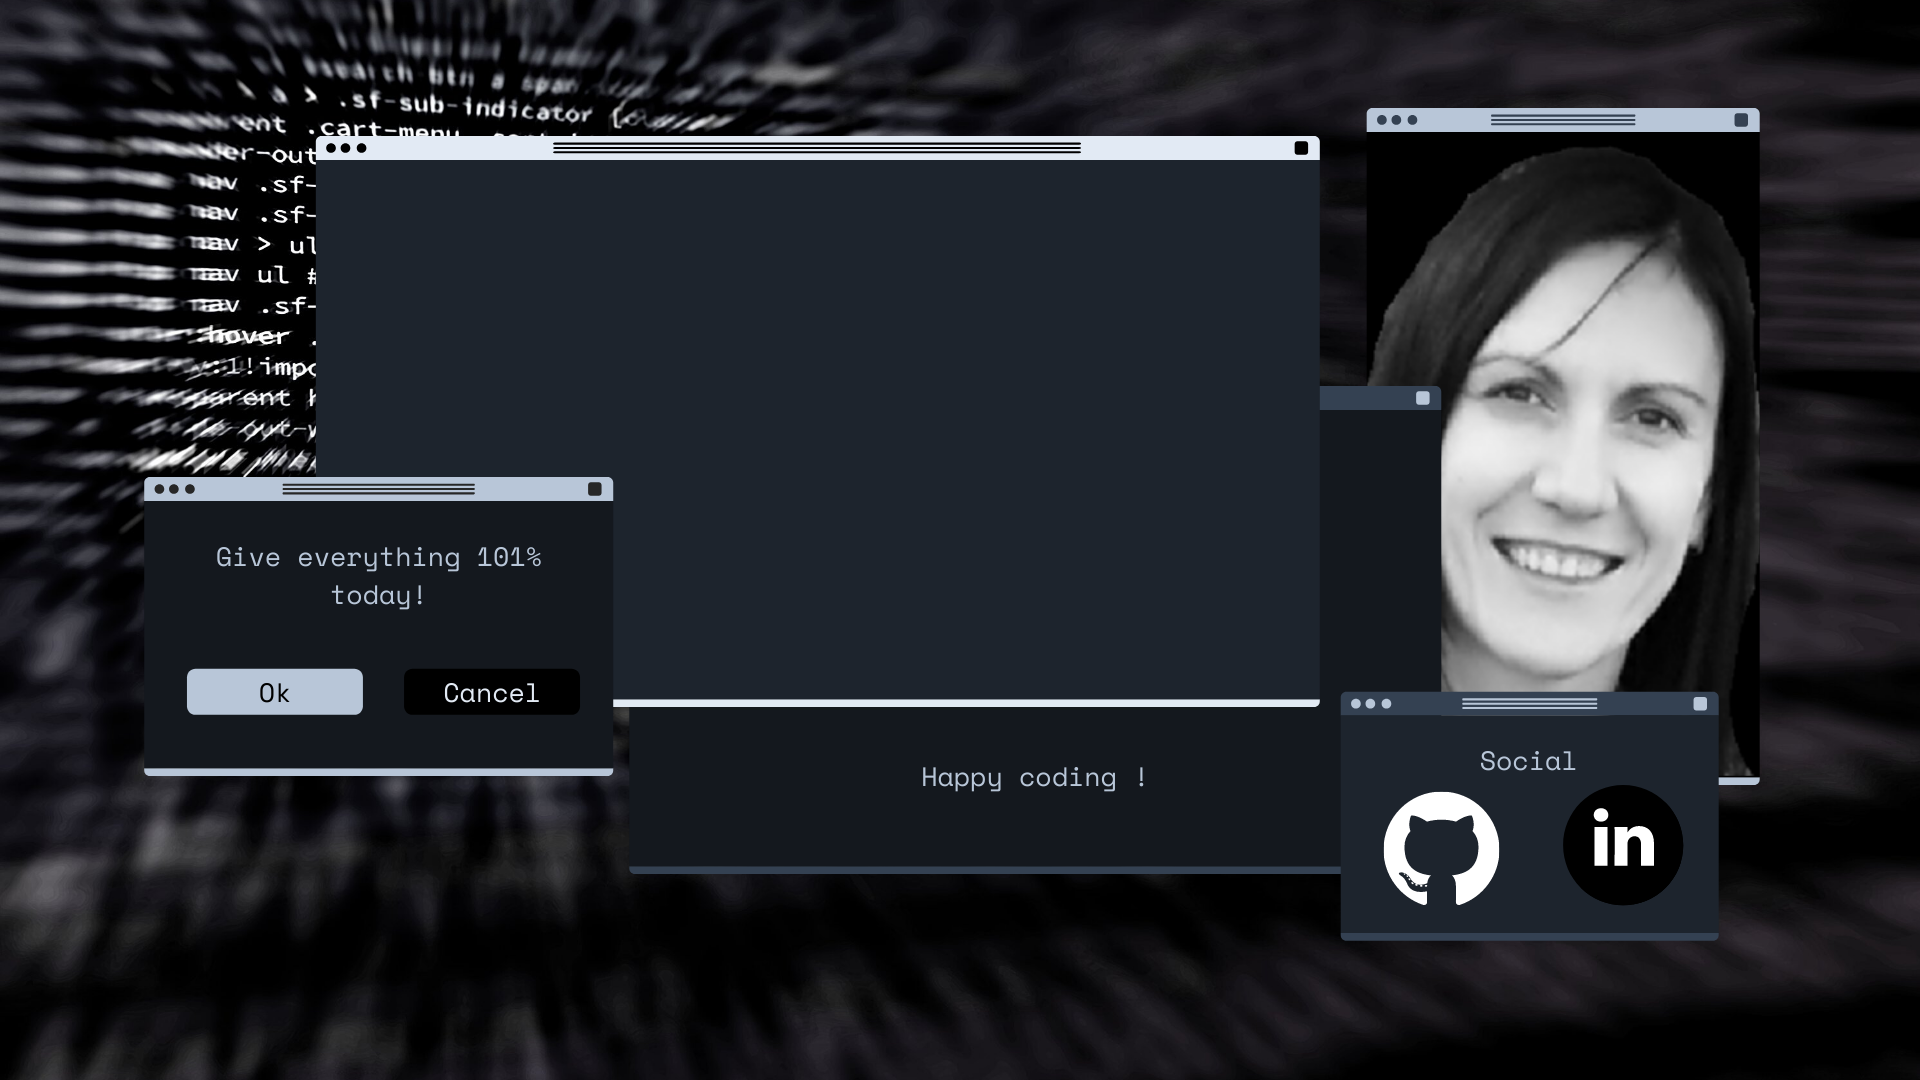 search btn a span
> .sf-sub-indicator {
ent .cart-menu
er-out
nav .sf-
nav .sf-
nav > ul
nav ul #
nav .sf-
:hover .
!impo
parent h
Give everything 101%
today!
Ok
Cancel
Happy coding !
Social
in